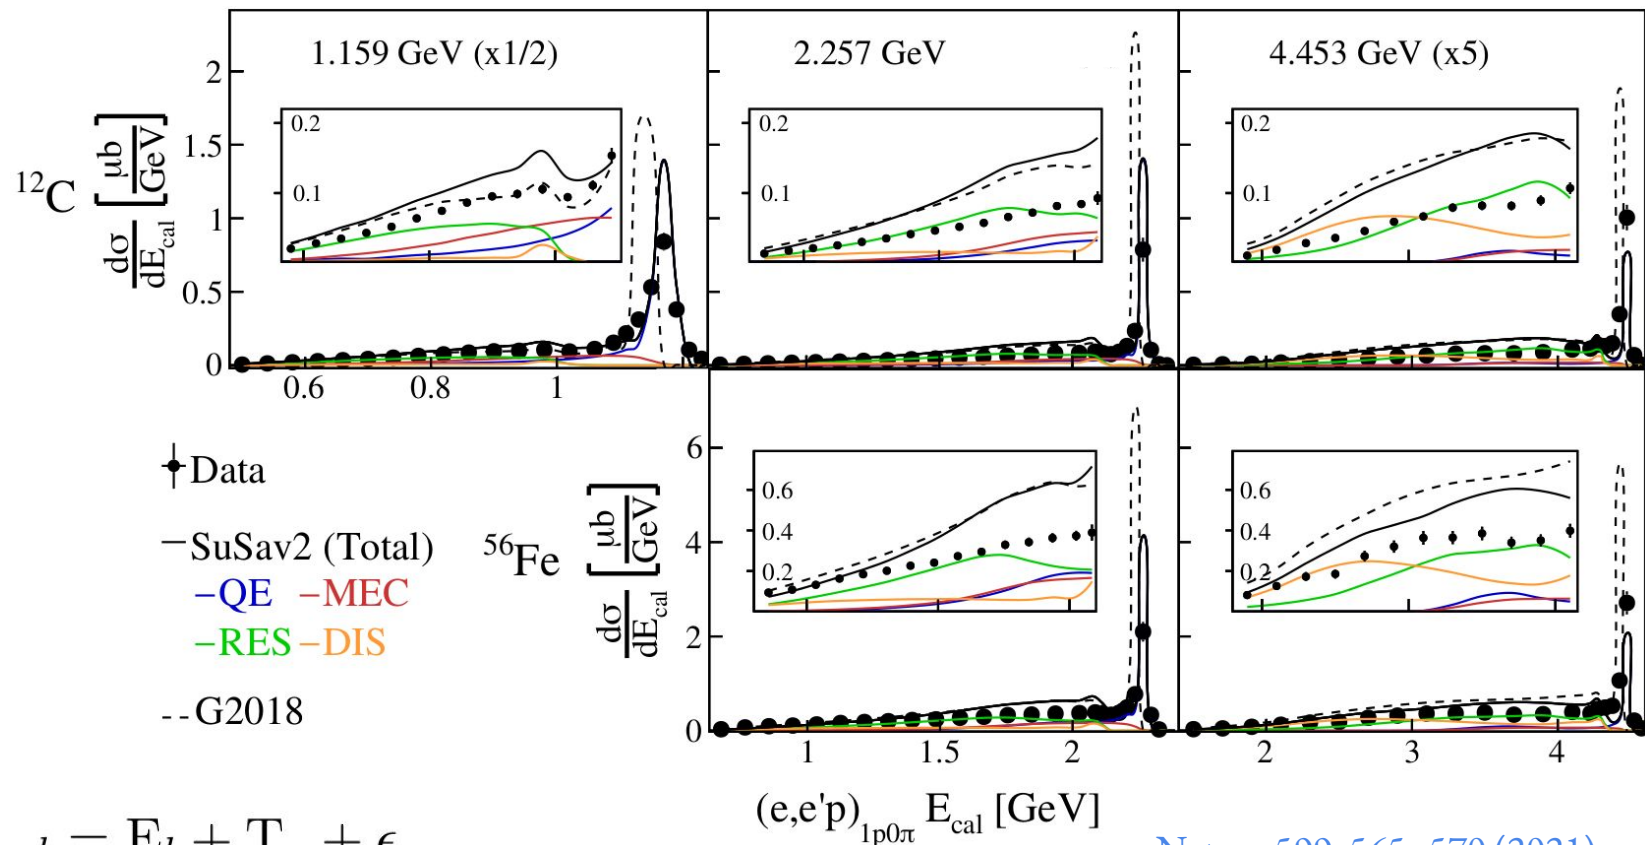 1.159 GeV (x1/2)
2.257 GeV
4.453 GeV (x5)
12C
dσ/dEcal [μb/GeV]
2
1.5
1
0.5
0
0.2
0.1
0.2
0.1
0.2
0.1
0.6 0.8 1
Data
SuSav2 (Total)
QE MEC
RES DIS
G2018
56Fe
dσ/dEcal [μb/GeV]
6
4
2
0
0.6
0.4
0.2
0.6
0.4
0.2
1 1.5 2
2 3 4
(e,e'p)1p0π Ecal [GeV]